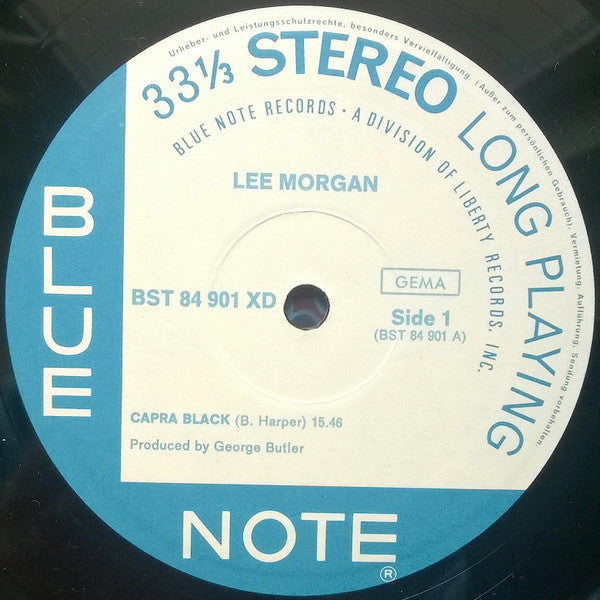 Urheber- und Leistungsschutzrechte, besonders Vervielfältigung, (Außer zum persönlichen Gebrauch), Vermietung, Aufführung, Sendung vorbehalten.
33⅓ STEREO LONG PLAYING
BLUE NOTE RECORDS • A DIVISION OF LIBERTY RECORDS, INC.
LEE MORGAN
BLUE
BST 84 901 XD
GEMA
Side 1
(BST 84 901 A)
CAPRA BLACK (B. Harper) 15.46
Produced by George Butler
NOTE
®